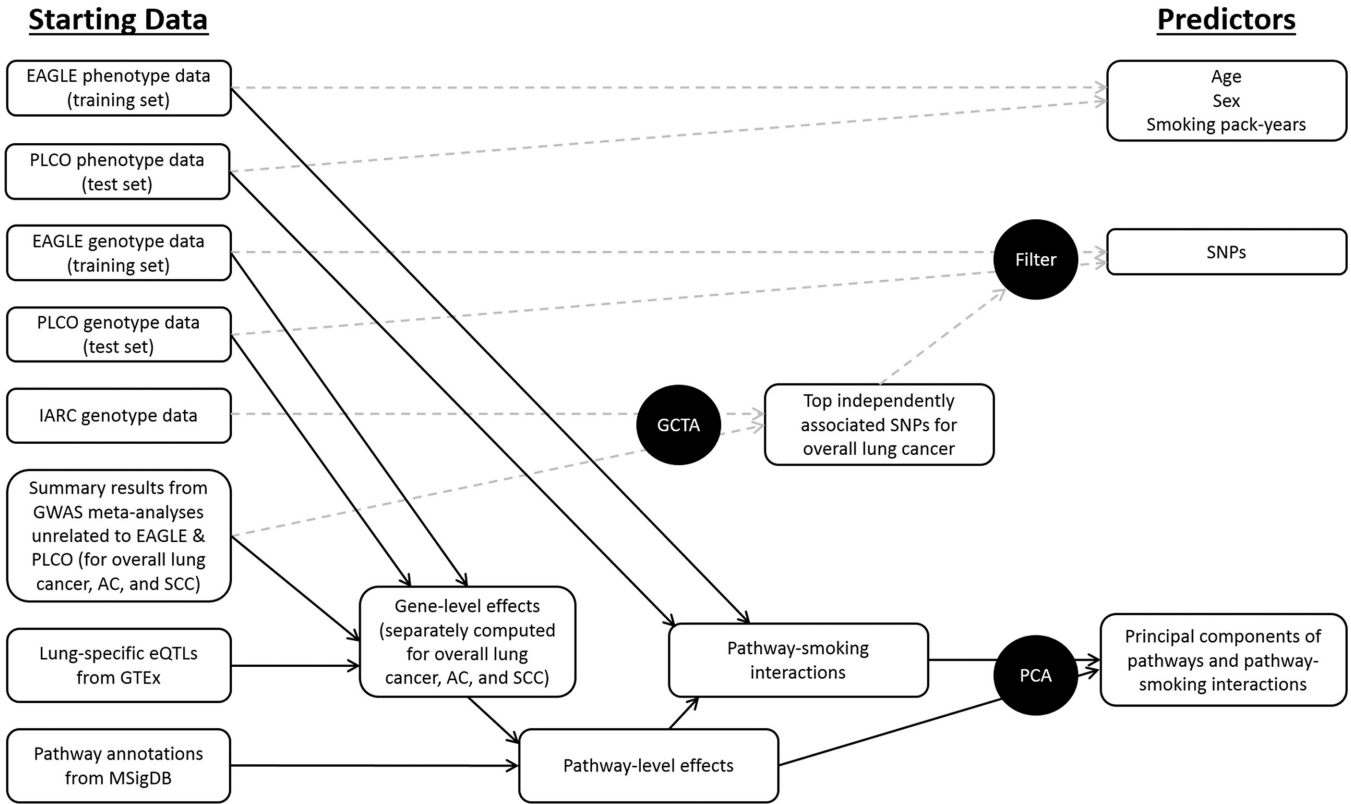 Starting Data
Predictors
EAGLE phenotype data
(training set)
Age
Sex
Smoking pack-years
PLCO phenotype data
(test set)
EAGLE genotype data
(training set)
Filter
SNPs
PLCO genotype data
(test set)
IARC genotype data
GCTA
Top independently
associated SNPs for
overall lung cancer
Summary results from
GWAS meta-analyses
unrelated to EAGLE &
PLCO (for overall lung
cancer, AC, and SCC)
Gene-level effects
(separately computed
for overall lung
cancer, AC, and SCC)
Lung-specific eQTLs
from GTEx
Pathway-smoking
interactions
PCA
Principal components of
pathways and pathway-
smoking interactions
Pathway annotations
from MSigDB
Pathway-level effects